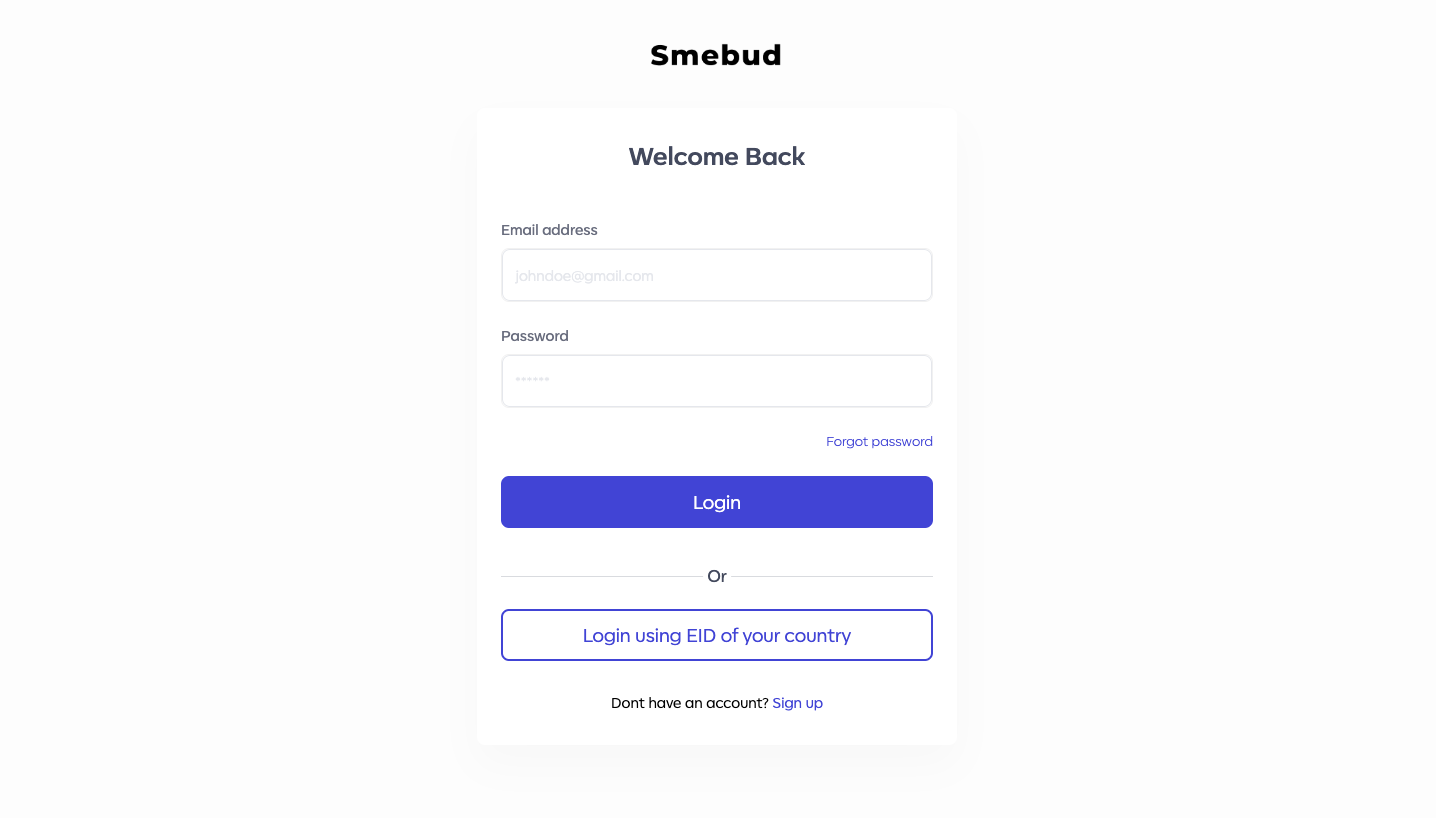 Smebud
Welcome Back
Email address
johndoe@gmail.com
Password
••••••
Forgot password
Login
Or
Login using EID of your country
Dont have an account? Sign up